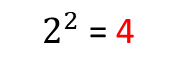 2² = 4